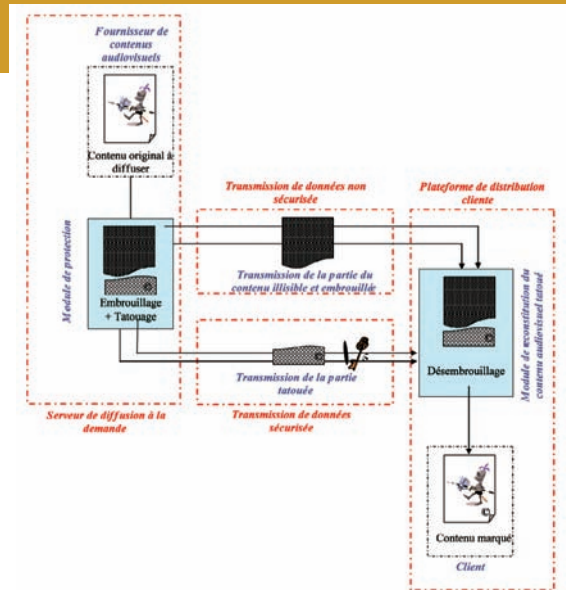 Fournisseur de
contenus
audiovisuels
Contenu original à
diffuser
Module de protection
Embrouillage
+ Tatouage
©
Serveur de diffusion à la
demande
Transmission de données non
sécurisée
Transmission de la partie du
contenu illisible et embrouillée
©
Transmission de la partie
tatouée
Transmission de données
sécurisée
Plateforme de distribution
cliente
©
Désembrouillage
Module de reconstitution du
contenu audiovisuel tatoué
©
Contenu marqué
Client